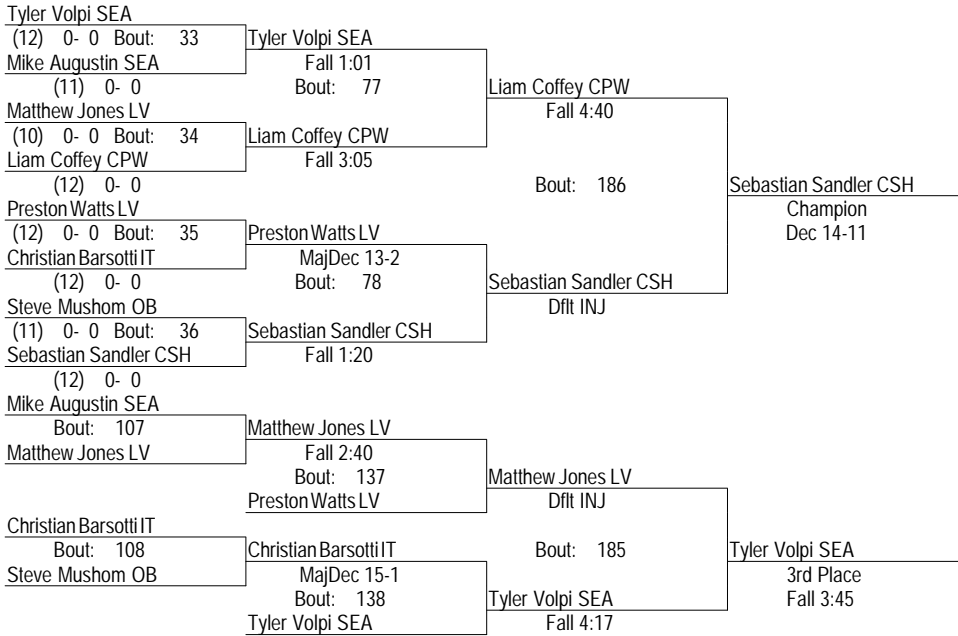 Tyler Volpi SEA
(12) 0- 0 Bout: 33 Tyler Volpi SEA
Mike Augustin SEA Fall 1:01
(11) 0- 0 Bout: 77 Liam Coffey CPW
Matthew Jones LV Fall 4:40
(10) 0- 0 Bout: 34 Liam Coffey CPW
Liam Coffey CPW Fall 3:05
(12) 0- 0 Bout: 186 Sebastian Sandler CSH
Preston Watts LV Champion
(12) 0- 0 Bout: 35 Preston Watts LV Dec 14-11
Christian Barsotti IT MajDec 13-2
(12) 0- 0 Bout: 78 Sebastian Sandler CSH
Steve Mushom OB Dflt INJ
(11) 0- 0 Bout: 36 Sebastian Sandler CSH
Sebastian Sandler CSH Fall 1:20
(12) 0- 0
Mike Augustin SEA
Bout: 107 Matthew Jones LV
Matthew Jones LV Fall 2:40
Bout: 137 Matthew Jones LV
Preston Watts LV Dflt INJ
Christian Barsotti IT
Bout: 108 Christian Barsotti IT Bout: 185 Tyler Volpi SEA
Steve Mushom OB MajDec 15-1 3rd Place
Bout: 138 Tyler Volpi SEA Fall 3:45
Tyler Volpi SEA Fall 4:17